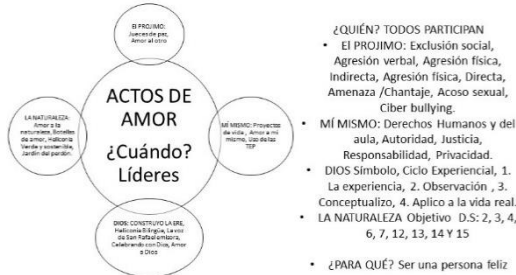 El PROJIMO:
Jueces de paz,
Amor al otro
ACTOS DE
AMOR
¿Cuándo?
Líderes
LA NATURALEZA:
Amor a la
naturaleza, Botellas
de amor, Heliconia
Verde y sostenible,
Jardín del perdón.
MÍ MISMO: Proyectos
de vida, Amor a mí
mismo, Uso de las
TEP
DIOS: CONSTRUYO LA ERE,
Heliconia Bilingüe, La voz
de San Rafael emisora,
Celebrando con Dios, Amor
a Dios
¿QUIÉN? TODOS PARTICIPAN
• El PROJIMO: Exclusión social,
Agresión verbal, Agresión física,
Indirecta, Agresión física, Directa,
Amenaza /Chantaje, Acoso sexual,
Ciber bullying.
• MÍ MISMO: Derechos Humanos y del
aula, Autoridad, Justicia,
Responsabilidad, Privacidad.
• DIOS Símbolo, Ciclo Experiencial, 1.
La experiencia, 2. Observación , 3.
Conceptualizo, 4. Aplico a la vida real.
• LA NATURALEZA Objetivo D.S: 2, 3, 4,
6, 7, 12, 13, 14 Y 15
• ¿PARA QUÉ? Ser una persona feliz